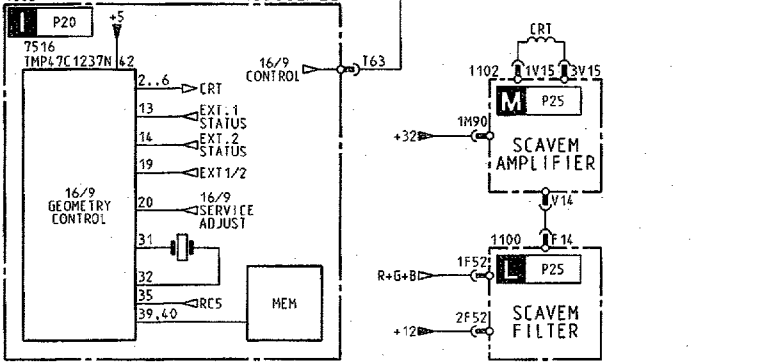 I P20
+5
7516
TMP47C1237N 42
2..6 CRT
13 EXT.1
STATUS
14 EXT.2
STATUS
19 EXT1/2
16/9
GEOMETRY
CONTROL
20 16/9
SERVICE
ADJUST
31
32
35 RC5
39,40
MEM
16/9
CONTROL
T63
CRT
1102 1V15 3V15
M P25
1M90
+32
SCAVEM
AMPLIFIER
V14
1100 F14
L P25
1F52
R+G+B
2F52
+12
SCAVEM
FILTER